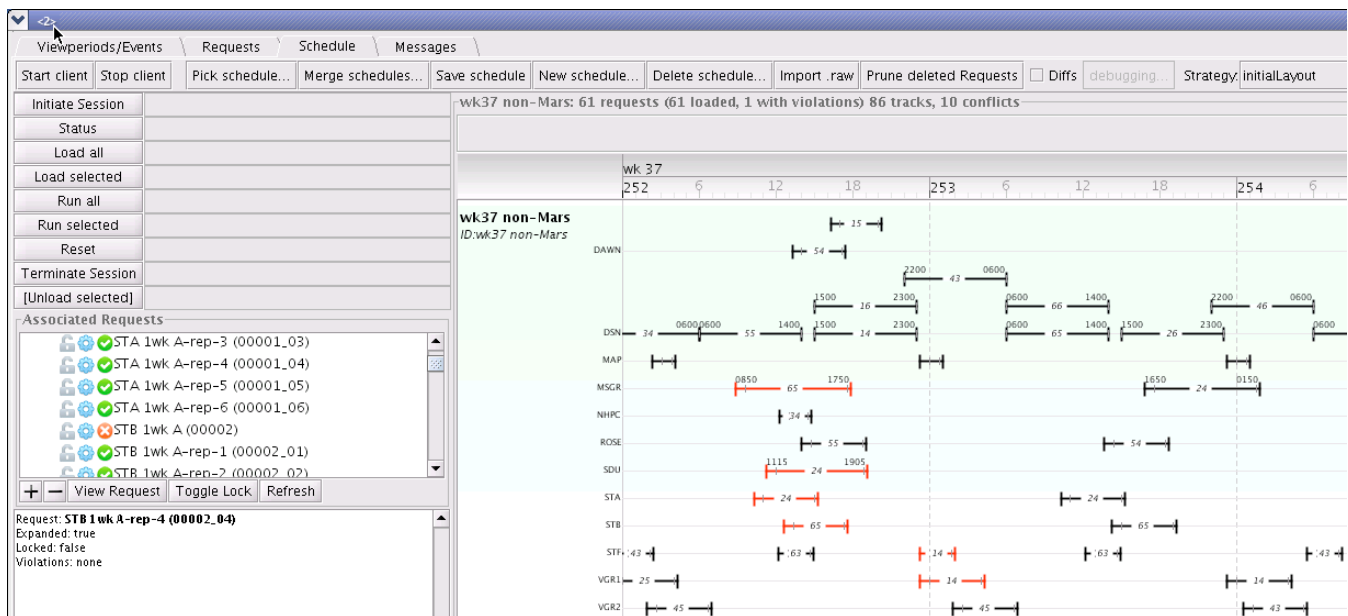 <2>
Viewperiods/Events Requests Schedule Messages
Start client Stop client Pick schedule... Merge schedules... Save schedule New schedule... Delete schedule... Import .raw Prune deleted Requests Diffs debugging... Strategy: initialLayout
Initiate Session
Status
Load all
Load selected
Run all
Run selected
Reset
Terminate Session
[Unload selected]
Associated Requests
STA 1wk A-rep-3 (00001_03)
STA 1wk A-rep-4 (00001_04)
STA 1wk A-rep-5 (00001_05)
STA 1wk A-rep-6 (00001_06)
STB 1wk A (00002)
STB 1wk A-rep-1 (00002_01)
STB 1wk A-rep-2 (00002_02)
+ − View Request Toggle Lock Refresh
Request: STB 1wk A-rep-4 (00002_04)
Expanded: true
Locked: false
Violations: none
wk37 non-Mars: 61 requests (61 loaded, 1 with violations) 86 tracks, 10 conflicts
wk 37
252 6 12 18 253 6 12 18 254 6
wk37 non-Mars
ID:wk37 non-Mars
15
DAWN 54
2200 43 0600
1500 16 2300 0600 66 1400 2200 46 0600
DSN 34 0600 0600 55 1400 1500 14 2300 0600 65 1400 1500 26 2300 0600
MAP
MSGR 0850 65 1750 1650 24 0150
NHPC 34
ROSE 55 54
SDU 1115 24 1905
STA 24 24
STB 65 65
STF 43 63 14 63 43
VGR1 25 14 14
VGR2 45 45 43